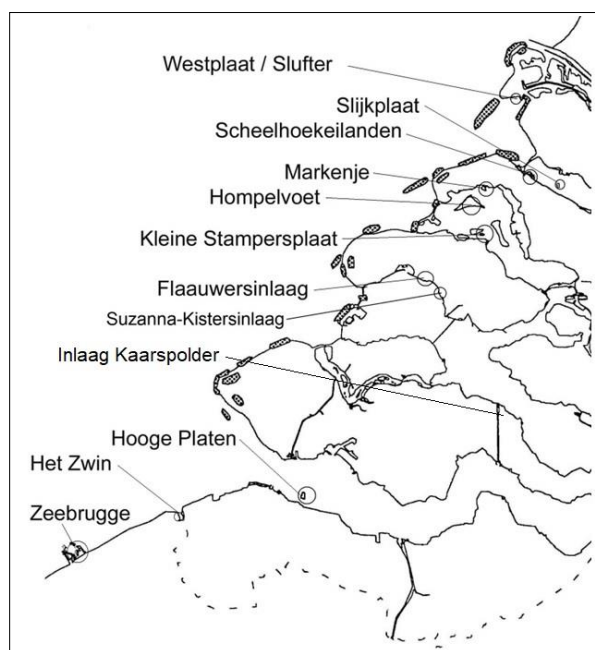 Westplaat / Slufter
Slijkplaat
Scheelhoekeilanden
Markenje
Hompelvoet
Kleine Stampersplaat
Flaauwersinlaag
Suzanna-Kistersinlaag
Inlaag Kaarspolder
Hooge Platen
Het Zwin
Zeebrugge